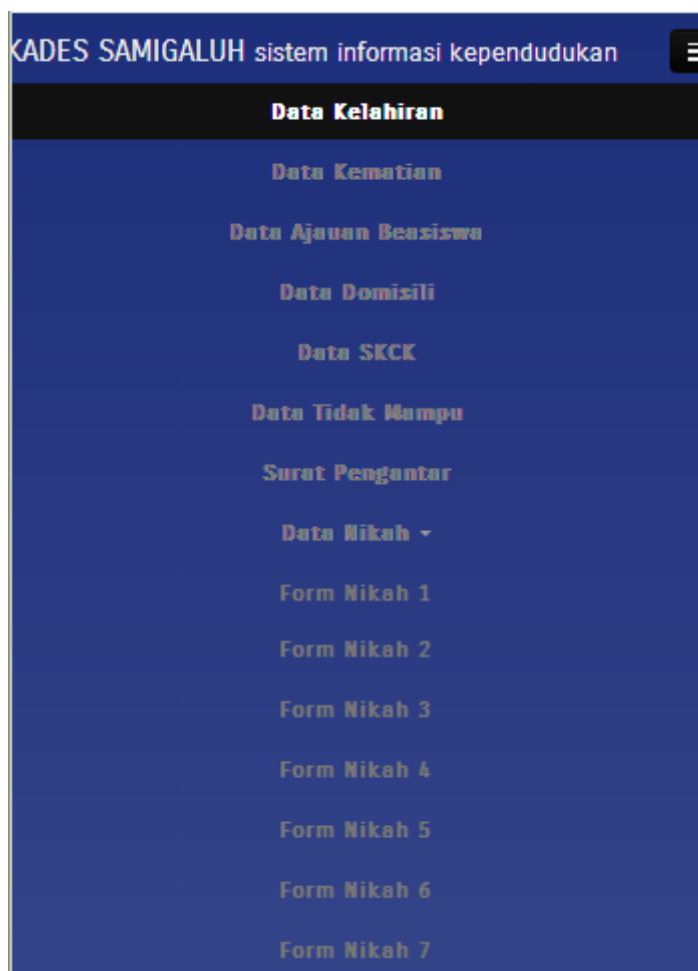 KADES SAMIGALUH sistem informasi kependudukan
Data Kelahiran
Data Kematian
Data Ajauan Beasiswa
Data Domisili
Data SKCK
Data Tidak Mampu
Surat Pengantar
Data Nikah
Form Nikah 1
Form Nikah 2
Form Nikah 3
Form Nikah 4
Form Nikah 5
Form Nikah 6
Form Nikah 7